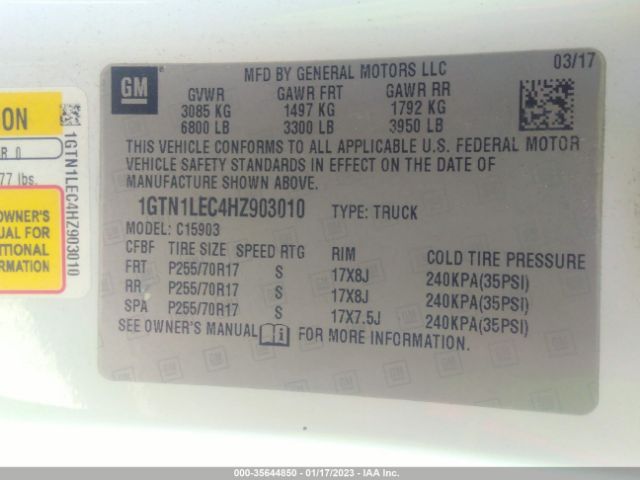 MFD BY GENERAL MOTORS LLC 03/17
GM
GVWR GAWR FRT GAWR RR
3085 KG 1497 KG 1792 KG
6800 LB 3300 LB 3950 LB
THIS VEHICLE CONFORMS TO ALL APPLICABLE U.S. FEDERAL MOTOR
VEHICLE SAFETY STANDARDS IN EFFECT ON THE DATE OF
MANUFACTURE SHOWN ABOVE.
1GTN1LEC4HZ903010 TYPE: TRUCK
MODEL: C15903
CFBF TIRE SIZE SPEED RTG RIM COLD TIRE PRESSURE
FRT P255/70R17 S 17X8J 240KPA(35PSI)
RR P255/70R17 S 17X8J 240KPA(35PSI)
SPA P255/70R17 S 17X7.5J 240KPA(35PSI)
SEE OWNER'S MANUAL i FOR MORE INFORMATION.
ON
R 0
77 lbs.
OWNER'S
MANUAL FOR
1GTN1LEC4HZ903010
000-35644850 - 01/17/2023 - IAA Inc.